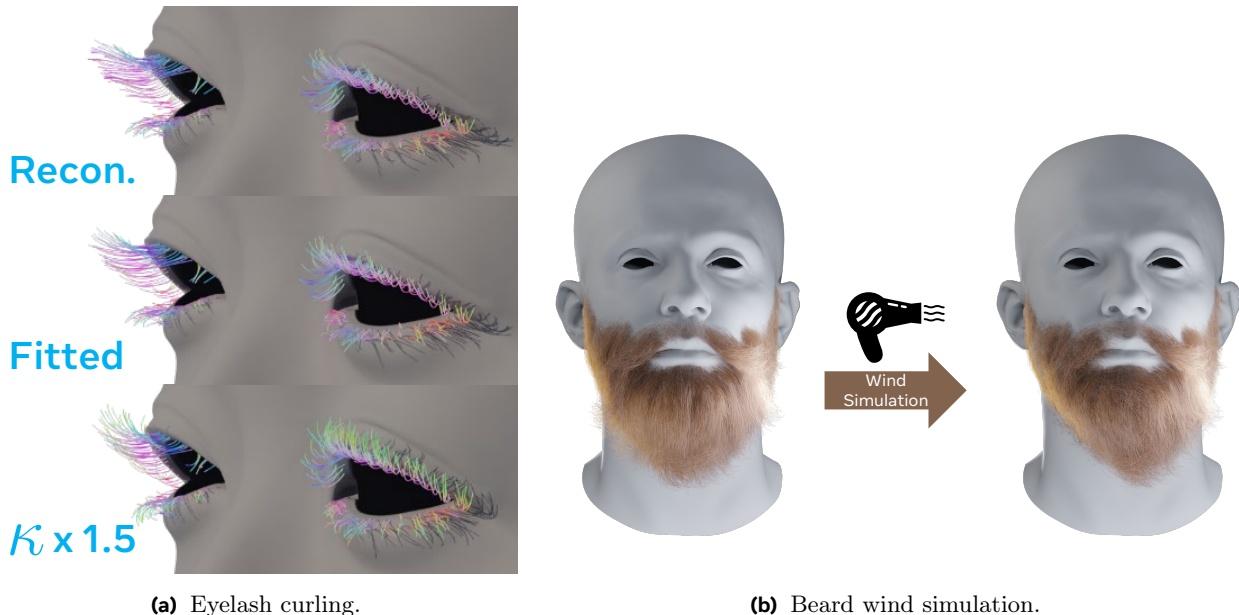 Recon.
Fitted
κ x 1.5
Wind
Simulation
(a) Eyelash curling.
(b) Beard wind simulation.